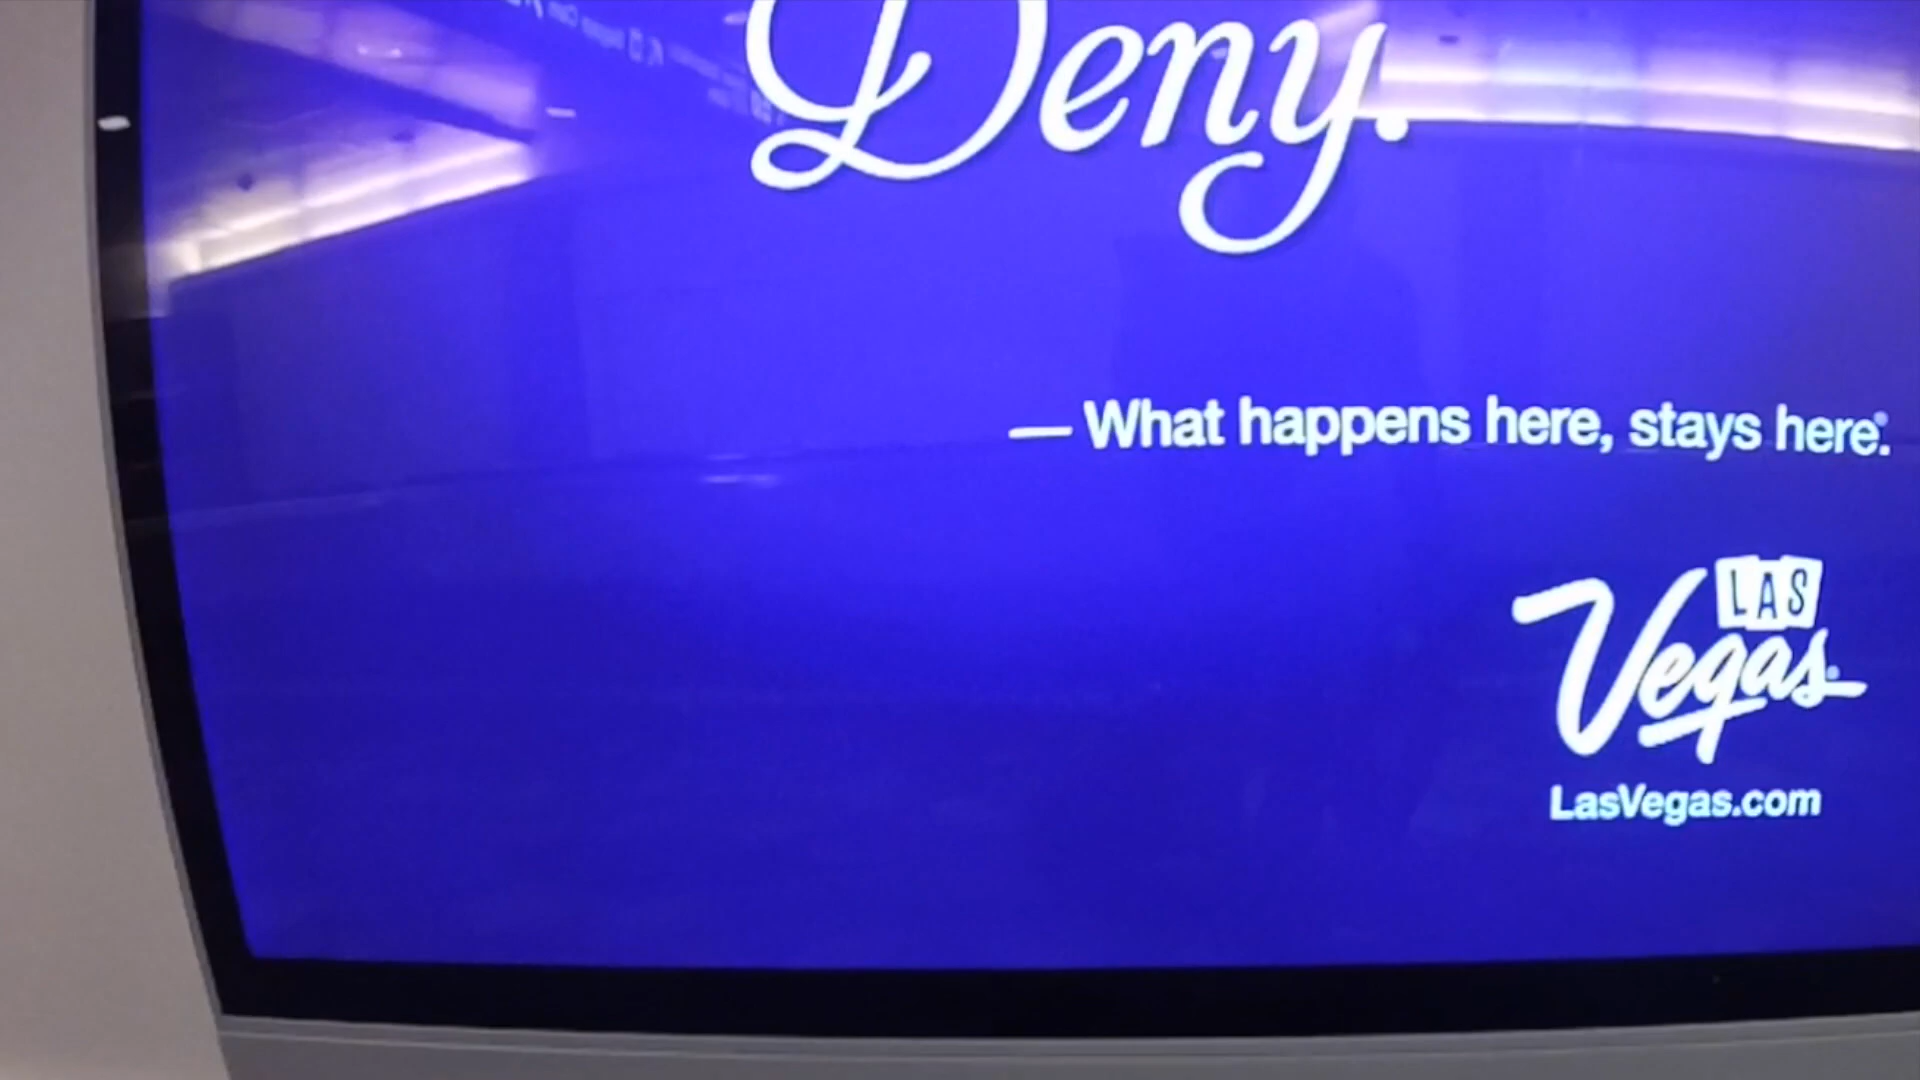 Deny.
— What happens here, stays here®.
LAS
Vegas®
LasVegas.com